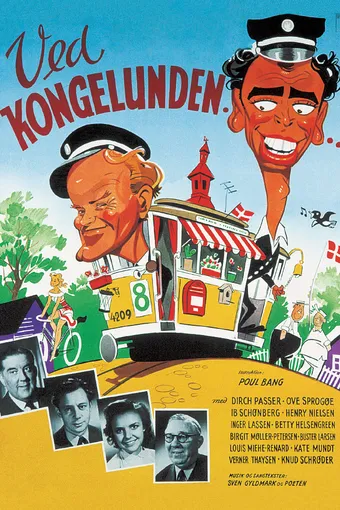 Ved
KONGELUNDEN...
8
4209
instruktion:
POUL BANG
med DIRCH PASSER - OVE SPROGØE
IB SCHØNBERG - HENRY NIELSEN
INGER LASSEN - BETTY HELSENGREEN
BIRGIT MØLLER-PETERSEN - BUSTER LARSEN
LOUIS MIEHE-RENARD - KATE MUNDT
VERNER THAYSEN - KNUD SCHRØDER
MUSIK OG SANGTEKSTER:
SVEN GYLDMARK OG POETEN